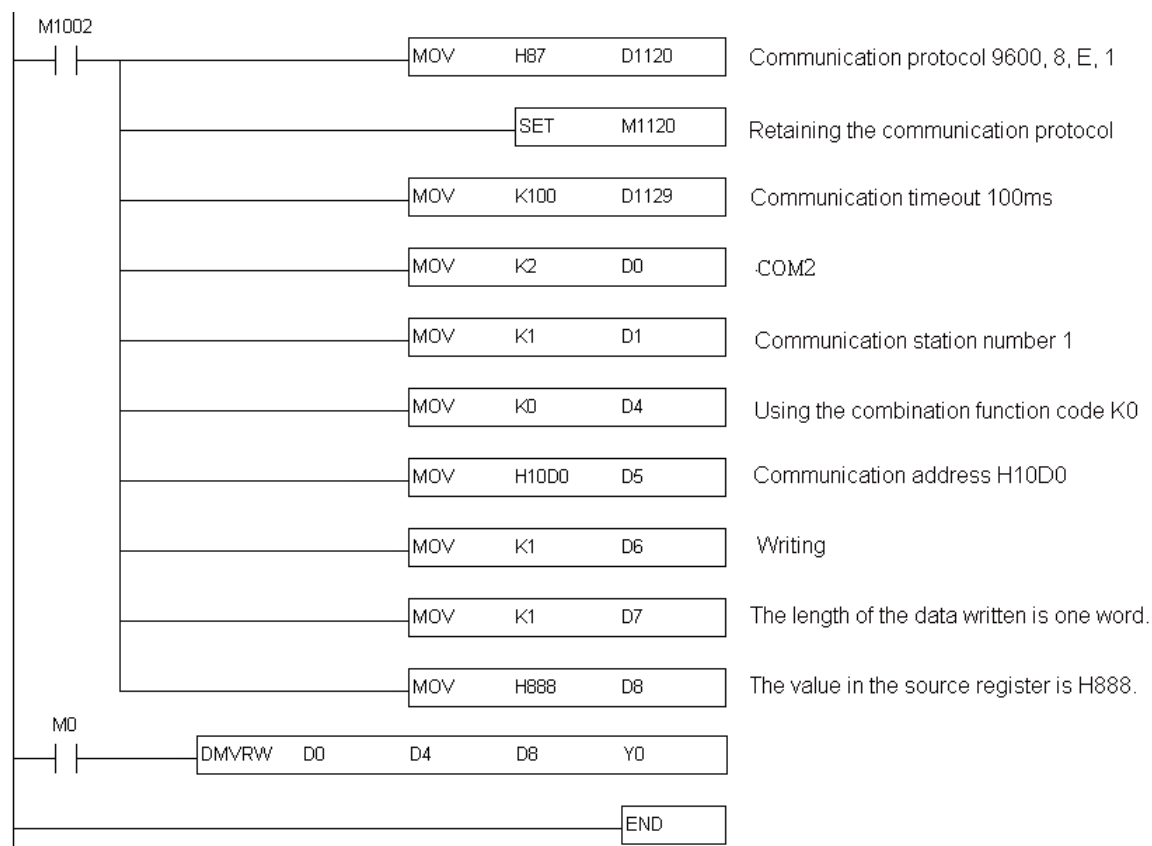 M1002
MOV H87 D1120 Communication protocol 9600, 8, E, 1
SET M1120 Retaining the communication protocol
MOV K100 D1129 Communication timeout 100ms
MOV K2 D0 COM2
MOV K1 D1 Communication station number 1
MOV K0 D4 Using the combination function code K0
MOV H10D0 D5 Communication address H10D0
MOV K1 D6 Writing
MOV K1 D7 The length of the data written is one word.
MOV H888 D8 The value in the source register is H888.
M0
DMVRW D0 D4 D8 Y0
END